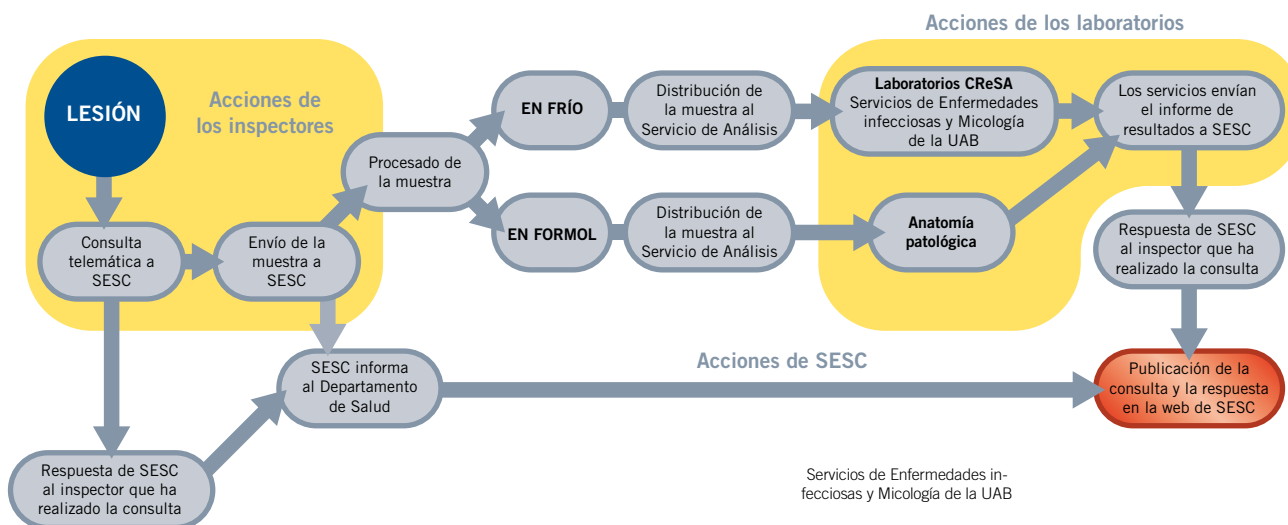 Acciones de los laboratorios
LESIÓN
Acciones de
los inspectores
Consulta
telemática a
SESC
Envío de la
muestra a
SESC
Procesado de
la muestra
EN FRÍO
Distribución de
la muestra al
Servicio de Análisis
Laboratorios CReSA
Servicios de Enfermedades
infecciosas y Micología
de la UAB
Los servicios envían
el informe de
resultados a SESC
EN FORMOL
Distribución de
la muestra al
Servicio de Análisis
Anatomía
patológica
Respuesta de SESC
al inspector que ha
realizado la consulta
SESC informa
al Departamento
de Salud
Acciones de SESC
Publicación de la
consulta y la respuesta
en la web de SESC
Respuesta de SESC
al inspector que ha
realizado la consulta
Servicios de Enfermedades in-
fecciosas y Micología de la UAB